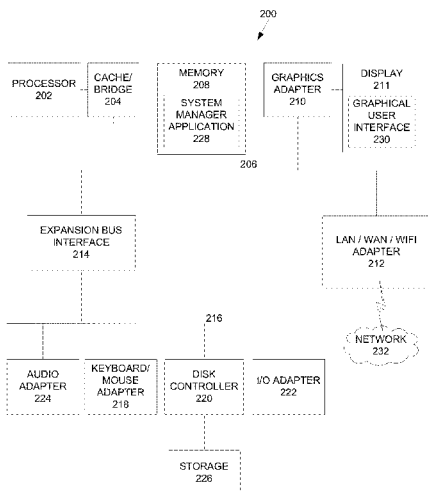 200
PROCESSOR
202
CACHE/
BRIDGE
204
MEMORY
208
SYSTEM
MANAGER
APPLICATION
228
GRAPHICS
ADAPTER
210
DISPLAY
211
GRAPHICAL
USER
INTERFACE
230
206
EXPANSION BUS
INTERFACE
214
LAN / WAN / WIFI
ADAPTER
212
NETWORK
232
216
AUDIO
ADAPTER
224
KEYBOARD/
MOUSE
ADAPTER
218
DISK
CONTROLLER
220
I/O ADAPTER
222
STORAGE
226